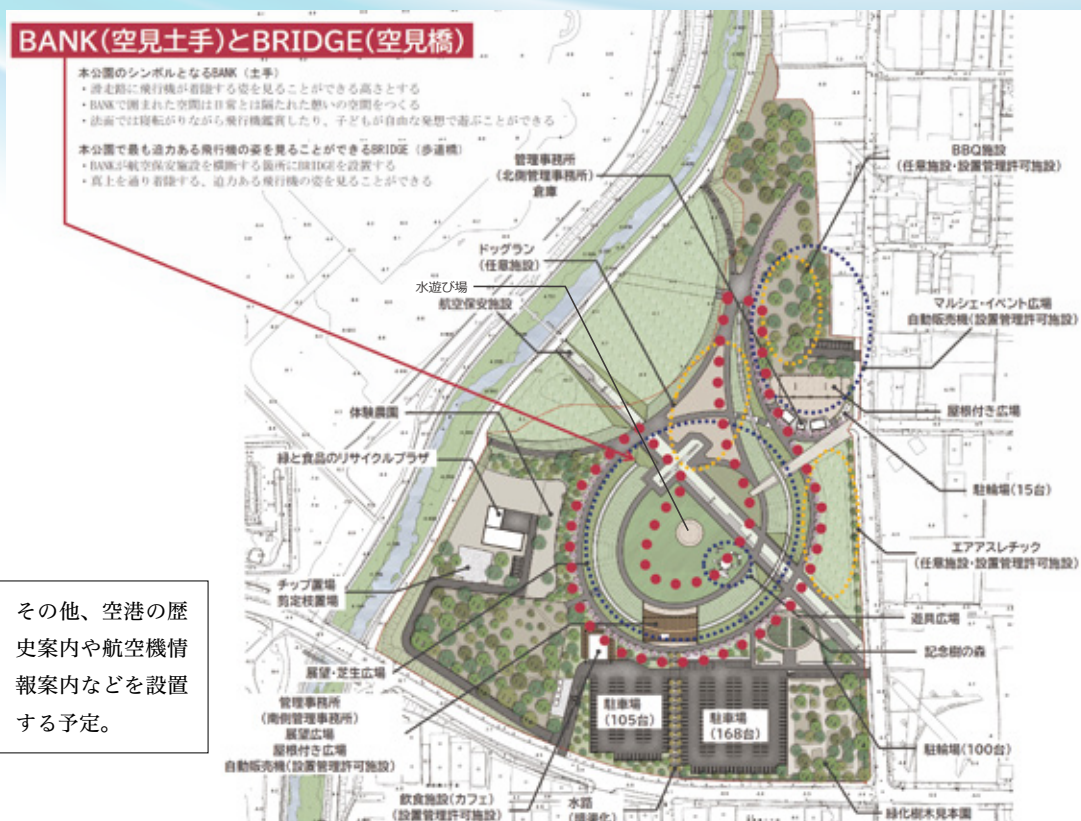 BANK(空見土手)とBRIDGE(空見橋)
本公園のシンボルとなるBANK（土手）
・滑走路に飛行機が着陸する姿を見ることができる高さとする
・BANKで囲まれた空間は日常とは隔たれた憩いの空間をつくる
・法面では寝転がりながら飛行機鑑賞したり、子どもが自由な発想で遊ぶことができる
本公園で最も迫力ある飛行機の姿を見ることができるBRIDGE（歩道橋）
・BANKが航空保安施設を横断する箇所にBRIDGEを設置する
・真上を通り着陸する、迫力ある飛行機の姿を見ることができる
管理事務所
(北側管理事務所)
倉庫
BBQ施設
(任意施設・設置管理許可施設)
ドッグラン
(任意施設)
水遊び場
航空保安施設
マルシェ・イベント広場
自動販売機(設置管理許可施設)
体験農園
屋根付き広場
緑と食品のリサイクルプラザ
駐輪場(15台)
エアアスレチック
(任意施設・設置管理許可施設)
チップ置場
剪定枝置場
その他、空港の歴
史案内や航空機情
報案内などを設置
する予定。
遊具広場
記念樹の森
展望・芝生広場
管理事務所
(南側管理事務所)
展望広場
屋根付き広場
自動販売機(設置管理許可施設)
駐車場
(105台)
駐車場
(168台)
駐輪場(100台)
飲食施設(カフェ)
(設置管理許可施設)
水路
緑化樹木見本園